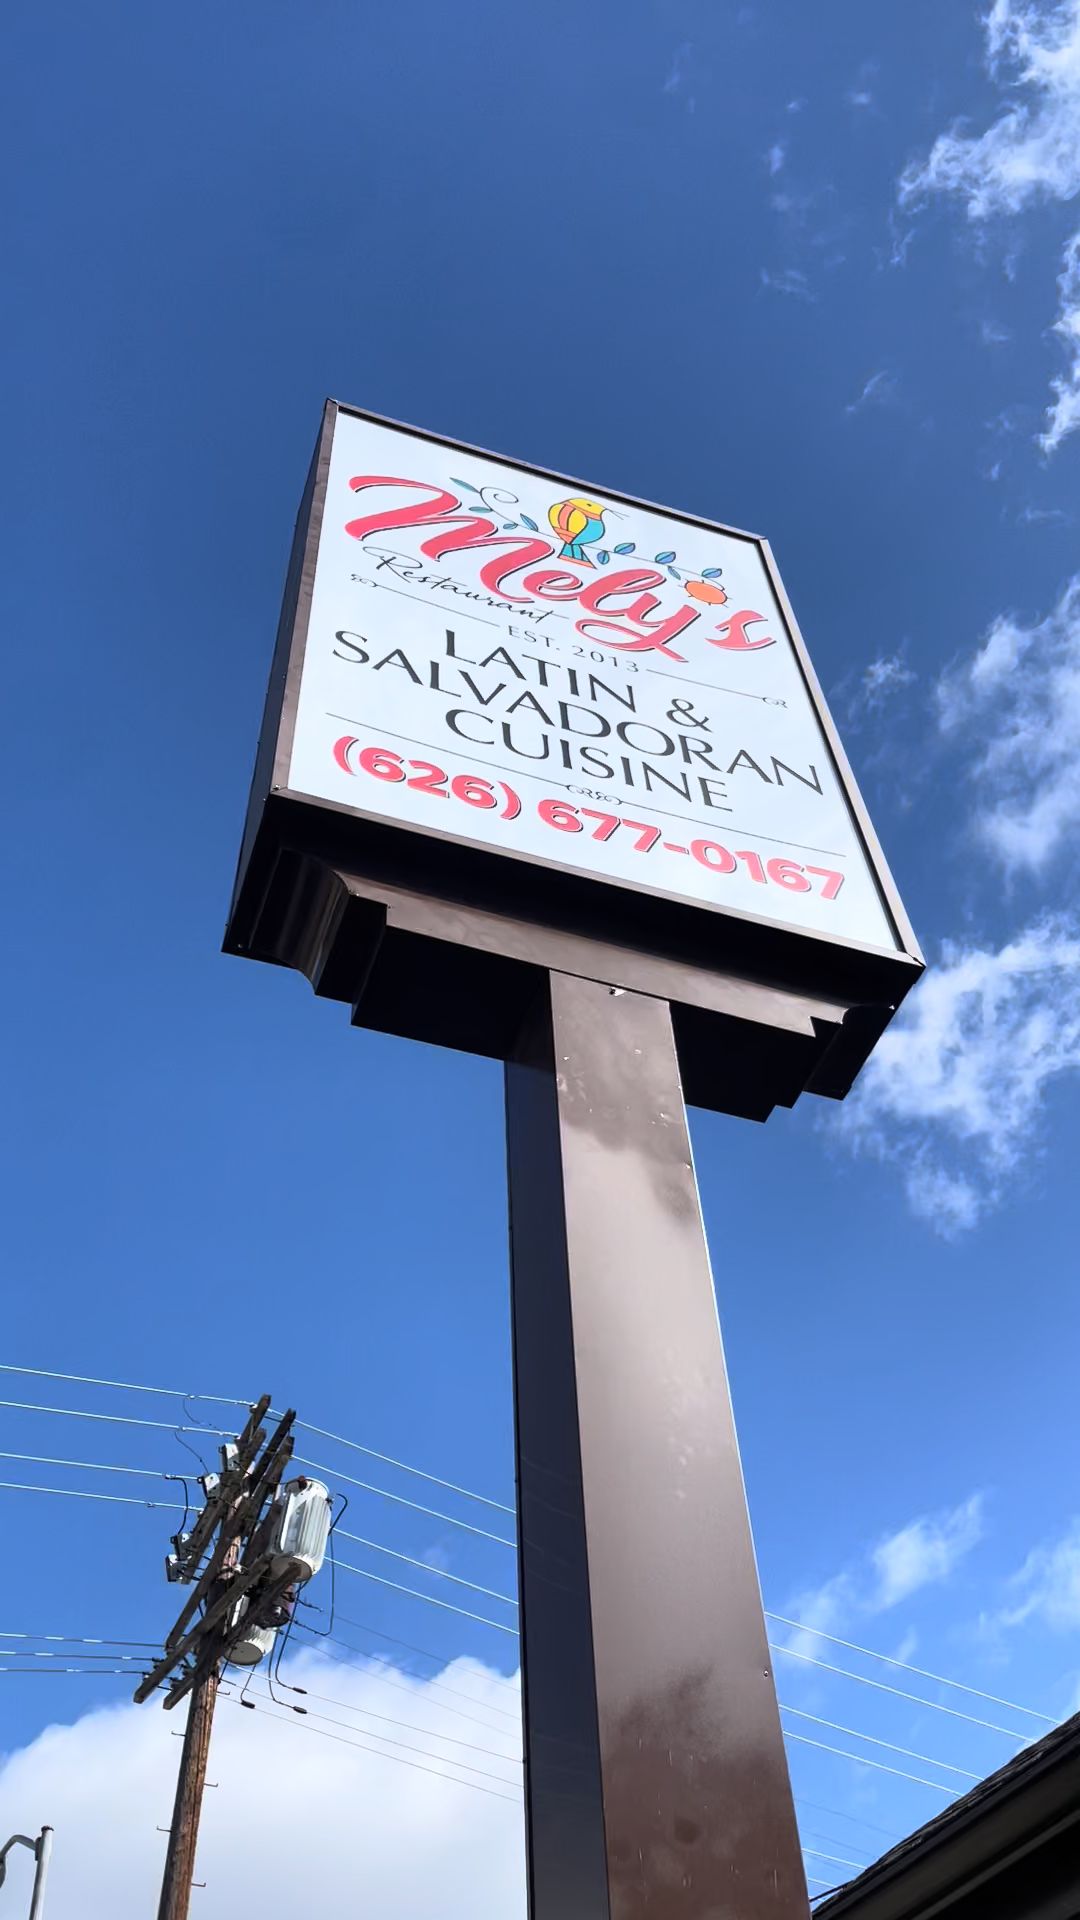 Mely's
Restaurant
EST. 2013
LATIN &
SALVADORAN
CUISINE
(626) 677-0167